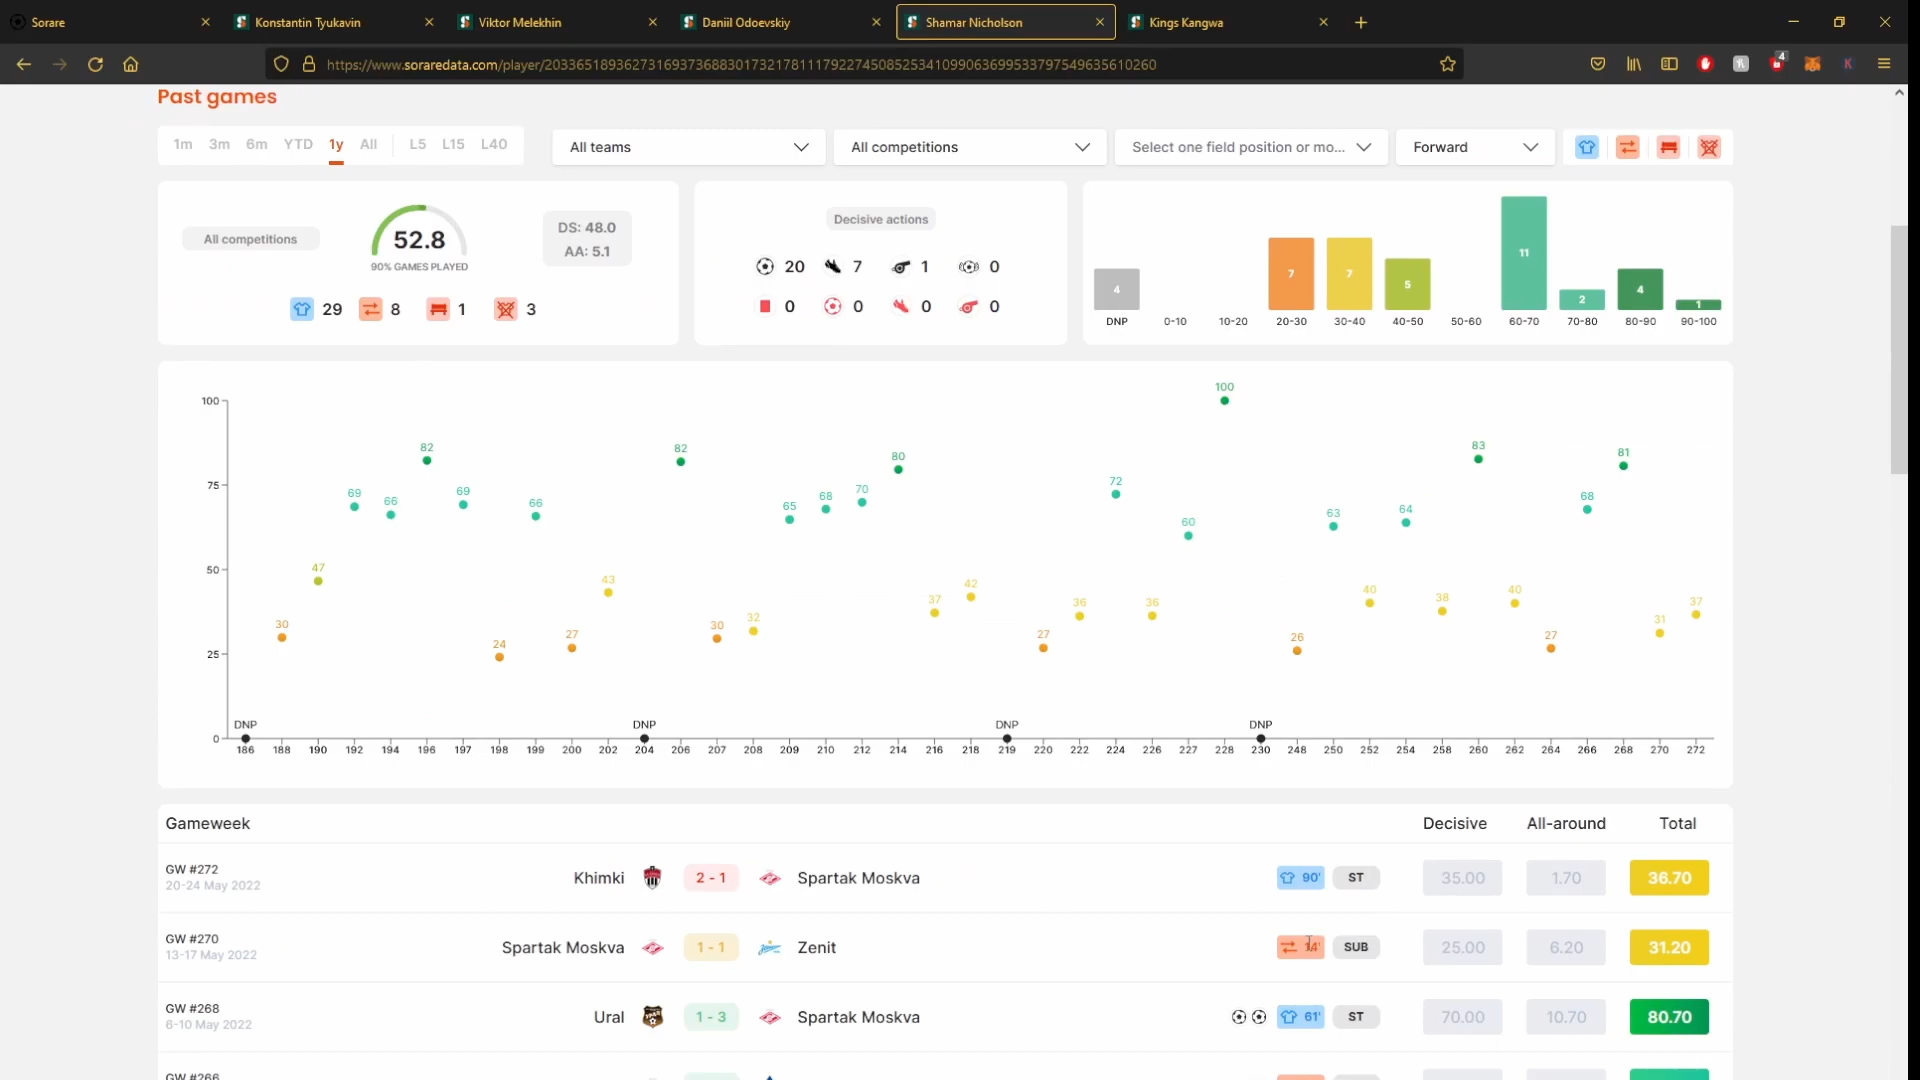 Sorare
Konstantin Tyukavin
Viktor Melekhin
Daniil Odoevskiy
Shamar Nicholson
Kings Kangwa
4
Past games
1m 3m 6m YTD 1y All L5 L15 L40
All teams
All competitions
Select one field position or mo...
Forward
All competitions
52.8
90% GAMES PLAYED
DS: 48.0
AA: 5.1
29 8 1 3
Decisive actions
20 7 1 0
0 0 0 0
4 7 7 5 11 2 4 1
DNP 0-10 10-20 20-30 30-40 40-50 50-60 60-70 70-80 80-90 90-100
100 75 50 25 0
DNP 30 47 69 66 82 69 24 66 27 43 DNP 82 30 32 65 68 70 80 37 42 DNP 27 36 72 36 60 100 DNP 26 63 40 64 38 83 40 27 68 81 31 37
186 188 190 192 194 196 197 198 199 200 202 204 206 207 208 209 210 212 214 216 218 219 220 222 224 226 227 228 230 248 250 252 254 258 260 262 264 266 268 270 272
Gameweek Decisive All-around Total
GW #272
20-24 May 2022
Khimki 2 - 1 Spartak Moskva 90' ST 35.00 1.70 36.70
GW #270
13-17 May 2022
Spartak Moskva 1 - 1 Zenit 14' SUB 25.00 6.20 31.20
GW #268
6-10 May 2022
Ural 1 - 3 Spartak Moskva 61' ST 70.00 10.70 80.70
GW #266